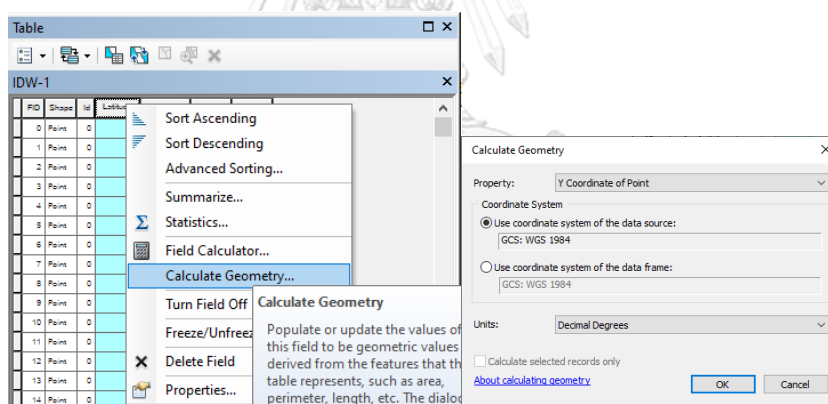 Table
IDW-1
FID Shape Id Latitud
0 Point 0
1 Point 0
2 Point 0
3 Point 0
4 Point 0
5 Point 0
6 Point 0
7 Point 0
8 Point 0
9 Point 0
10 Point 0
11 Point 0
12 Point 0
13 Point 0
14 Point 0
Sort Ascending
Sort Descending
Advanced Sorting...
Summarize...
Statistics...
Field Calculator...
Calculate Geometry...
Turn Field Off
Freeze/Unfreez
Delete Field
Properties...
Calculate Geometry
Populate or update the values of
this field to be geometric values
derived from the features that th
table represents, such as area,
perimeter, length, etc. The dialog
Calculate Geometry
Property: Y Coordinate of Point
Coordinate System
Use coordinate system of the data source:
GCS: WGS 1984
Use coordinate system of the data frame:
GCS: WGS 1984
Units: Decimal Degrees
Calculate selected records only
About calculating geometry
OK Cancel